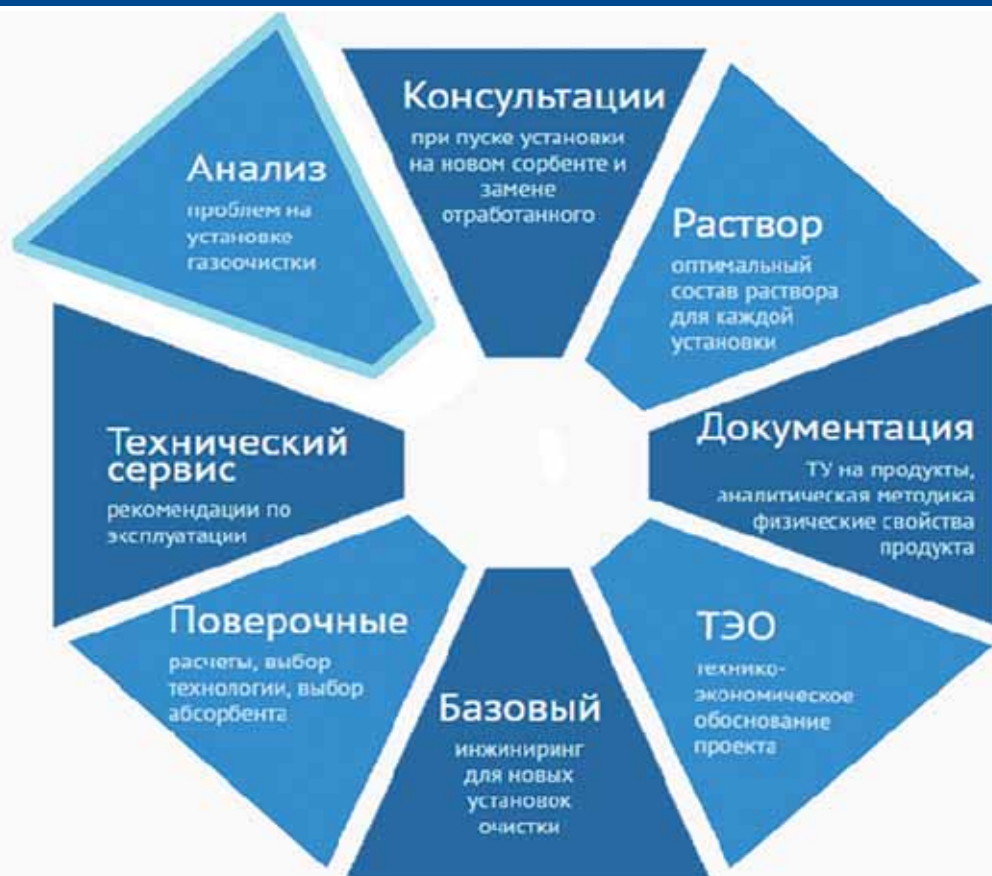 Анализ
проблем на
установке
газоочистки
Консультации
при пуске установки
на новом сорбенте и
замене
отработанного
Раствор
оптимальный
состав раствора
для каждой
установки
Документация
ТУ на продукты,
аналитическая методика
физические свойства
продукта
ТЭО
технико-
экономическое
обоснование
проекта
Базовый
инжиниринг
для новых
установок
очистки
Поверочные
расчеты, выбор
технологии, выбор
абсорбента
Технический
сервис
рекомендации по
эксплуатации